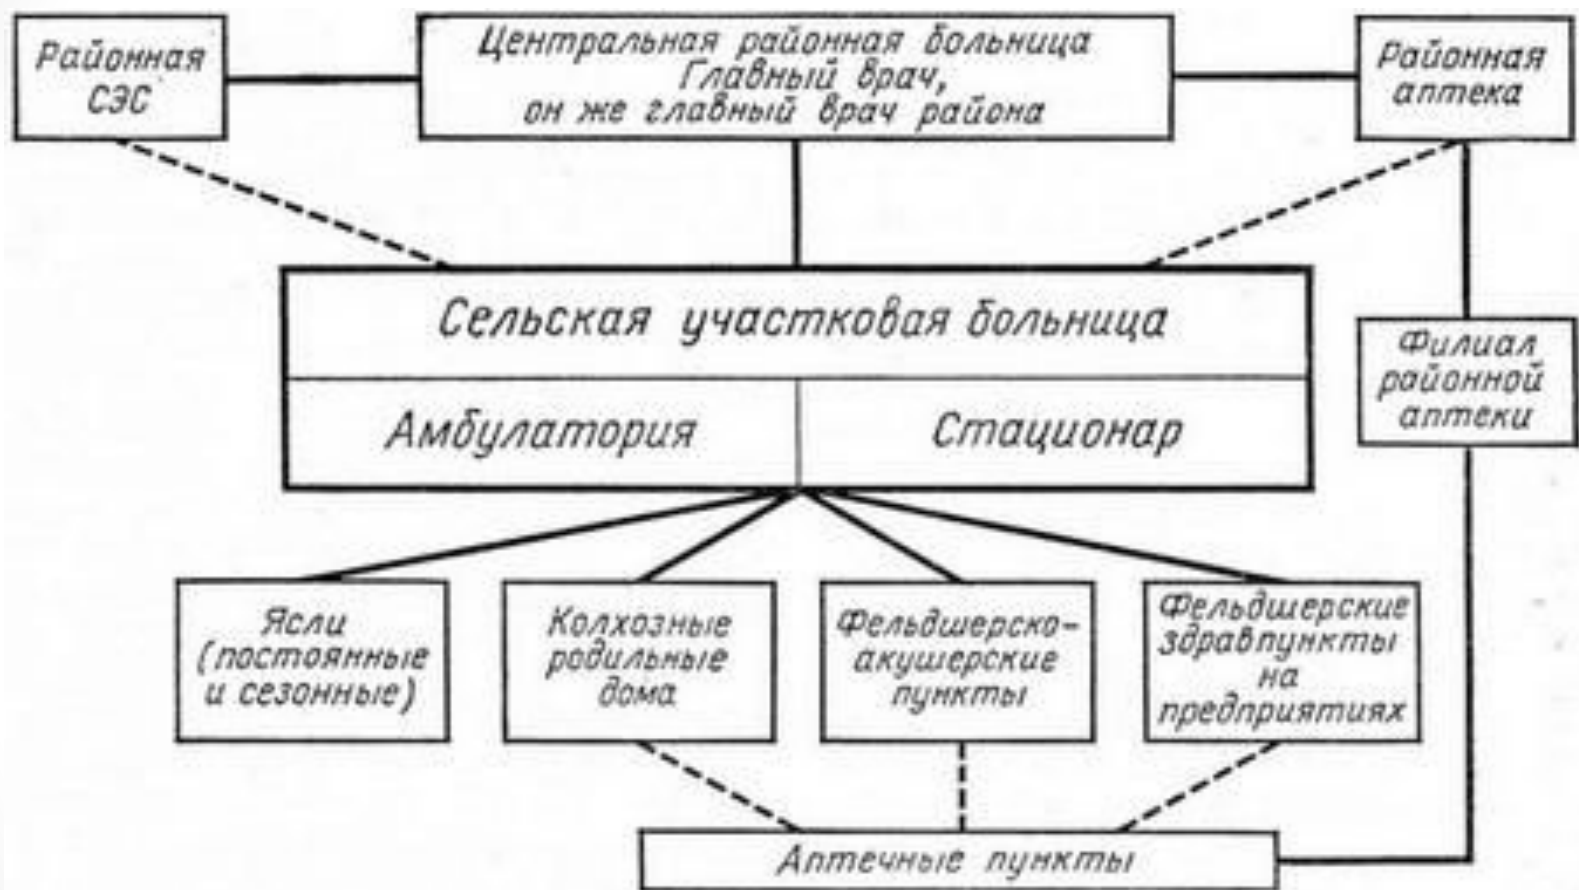 Районная
СЭС
Центральная районная больница
Главный врач,
он же главный врач района
Районная
аптека
Сельская участковая больница
Амбулатория
Стационар
Филиал
районной
аптеки
Ясли
(постоянные
и сезонные)
Колхозные
родильные
дома
Фельдшерско-
акушерские
пункты
Фельдшерские
здравпункты
на
предприятиях
Аптечные пункты